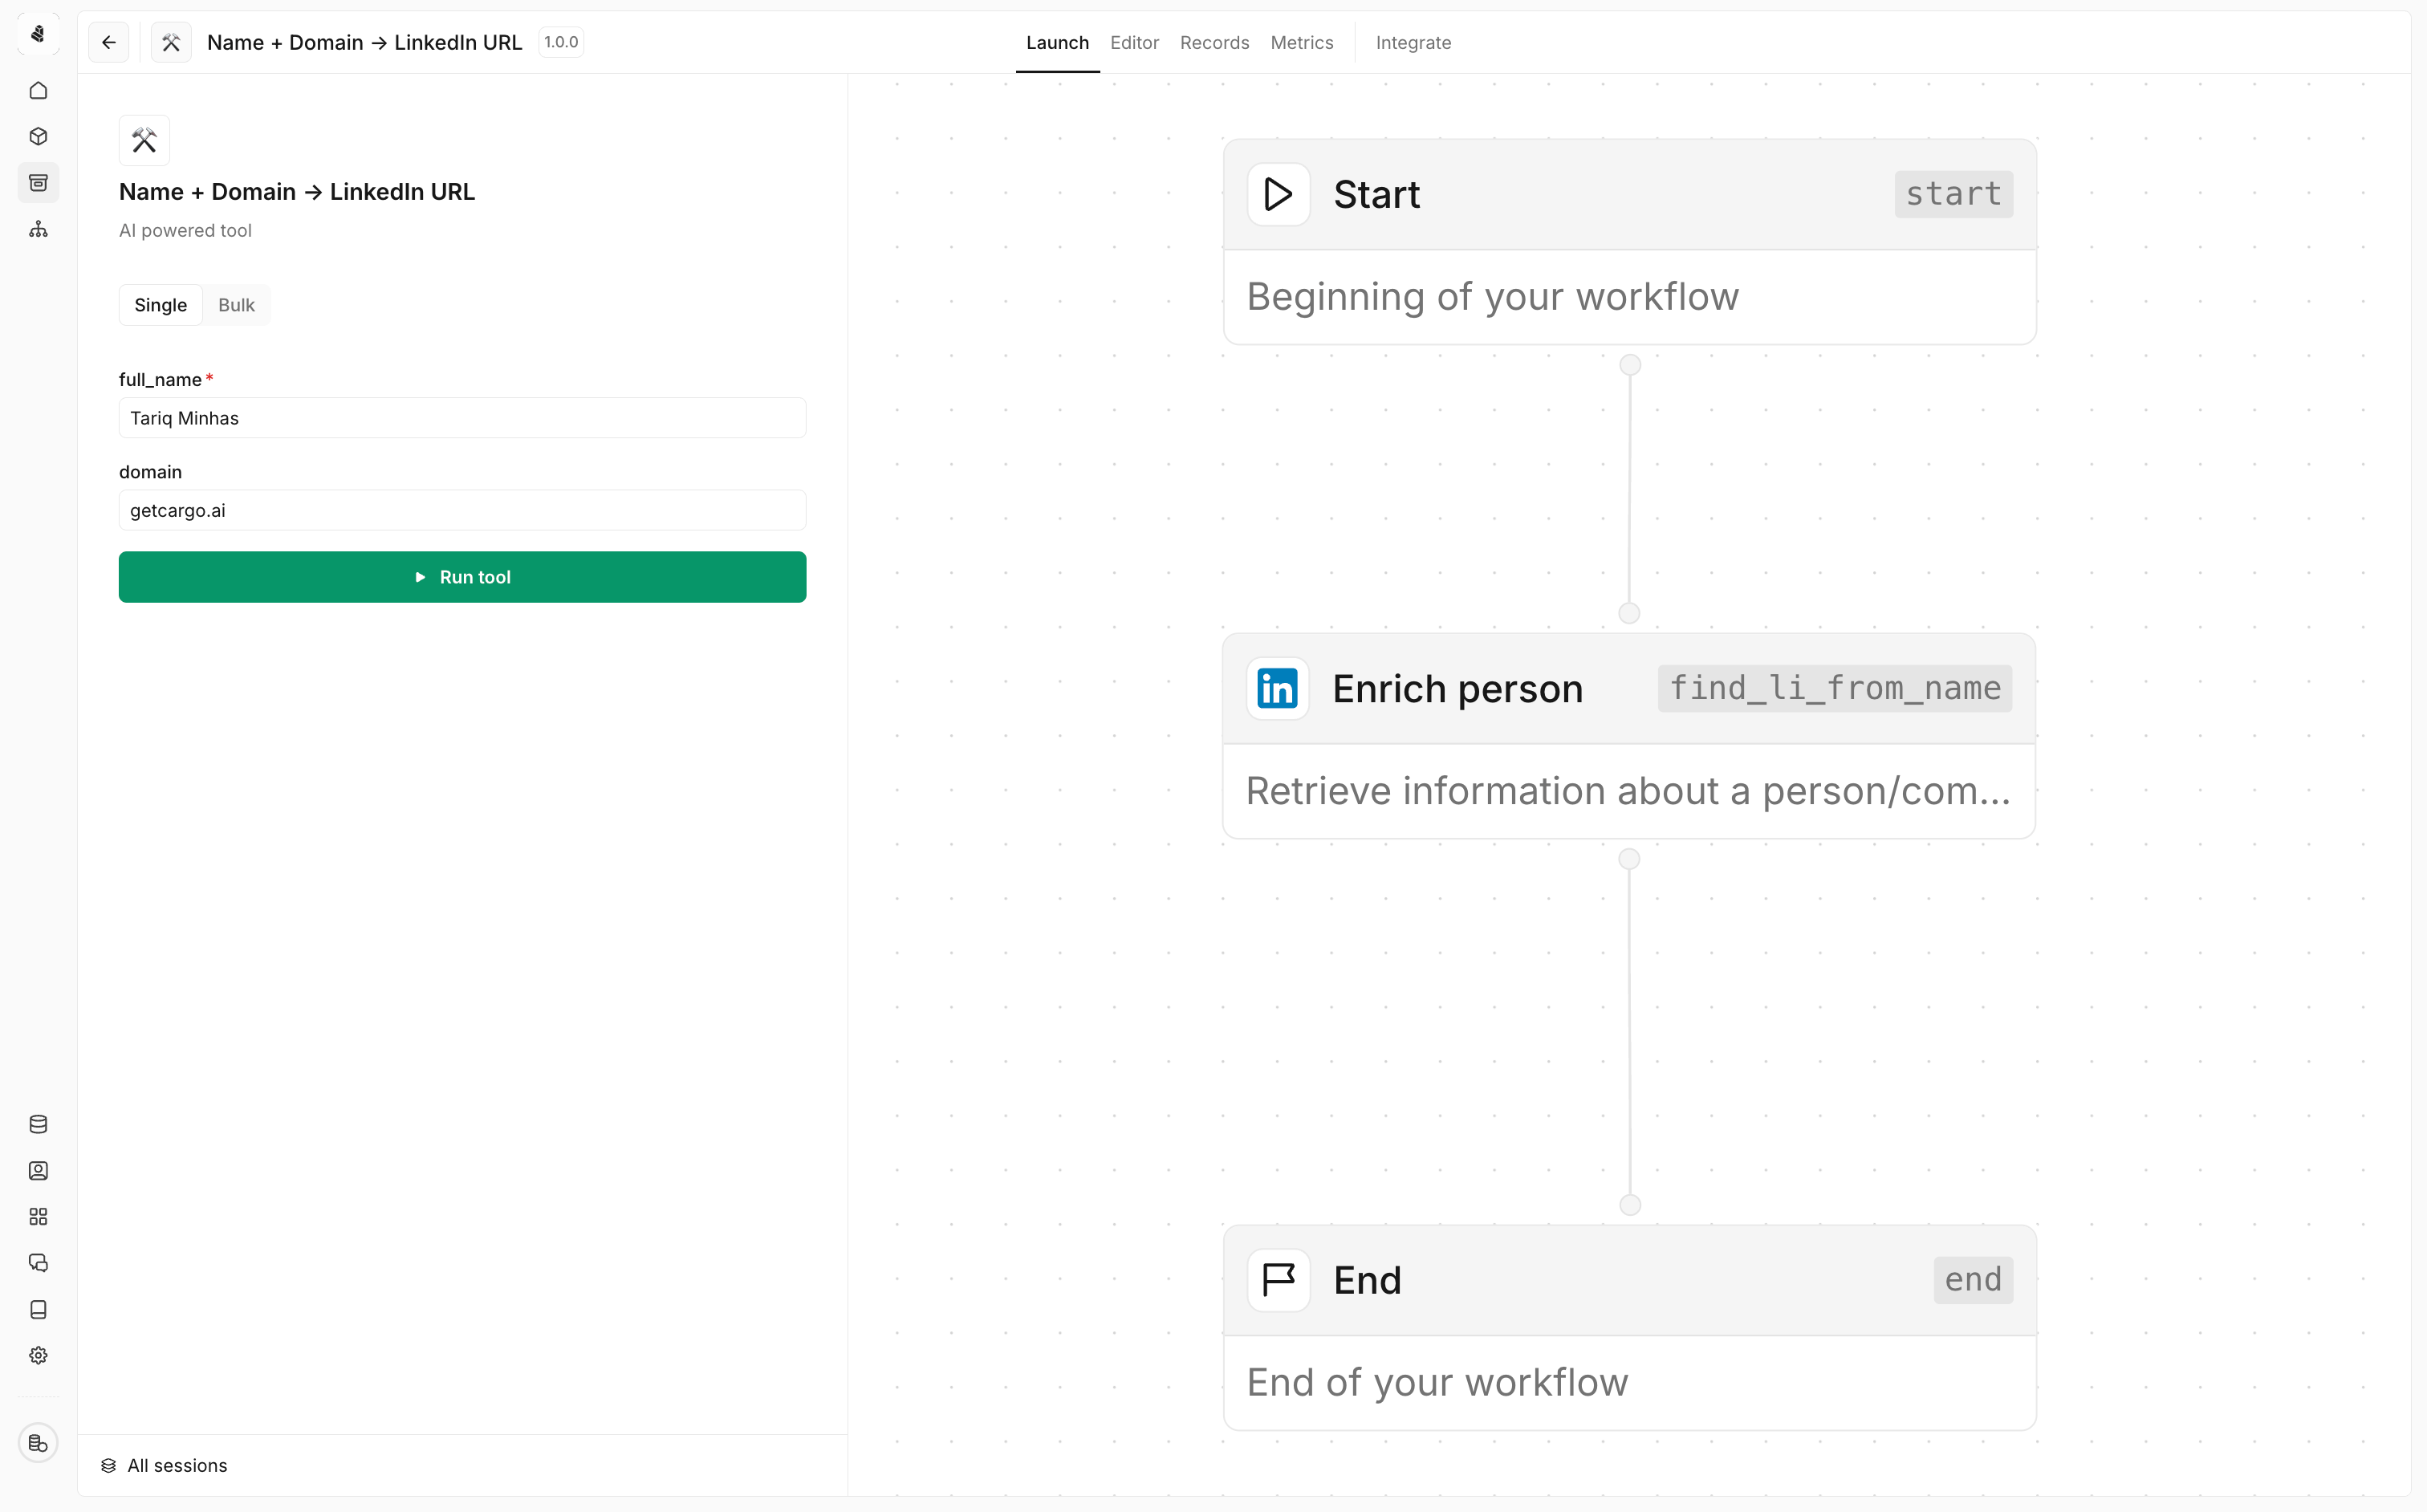 Name + Domain → LinkedIn URL
1.0.0
Launch
Editor
Records
Metrics
Integrate
Name + Domain → LinkedIn URL
AI powered tool
Single
Bulk
full_name*
Tariq Minhas
domain
getcargo.ai
Run tool
All sessions
Start
start
Beginning of your workflow
in
Enrich person
find_li_from_name
Retrieve information about a person/com...
End
end
End of your workflow